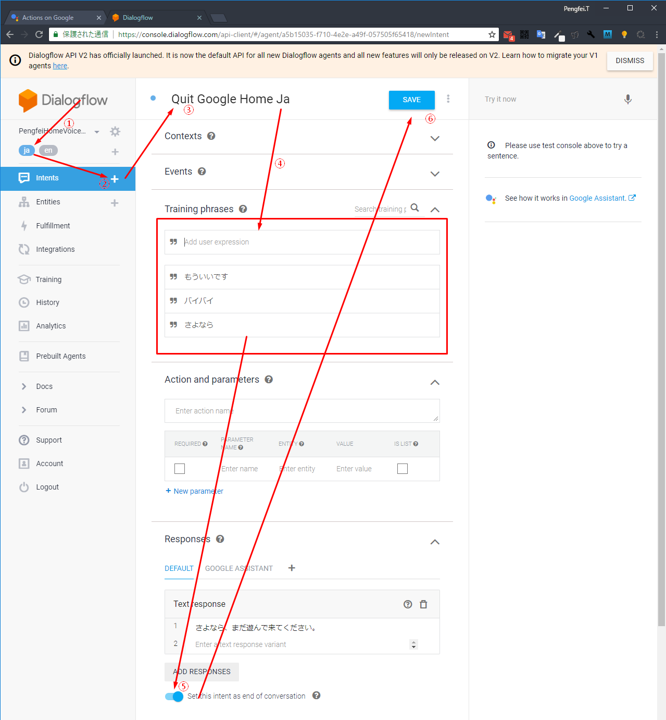 Pengfei.T
Actions on Google
Dialogflow
保護された通信 | https://console.dialogflow.com/api-client/#/agent/a5b15035-f710-4e2e-a49f-057505f65418/newIntent
Dialogflow API V2 has officially launched. It is now the default API for all new Dialogflow agents and all new features will only be released on V2. Learn how to migrate your V1
agents here.
DISMISS
Dialogflow
Quit Google Home Ja
SAVE
Try it now
①
③
⑥
PengfeiHomeVoice...
ja
en
Contexts
Please use test console above to try a
sentence.
④
Intents
②
Events
Entities
See how it works in Google Assistant.
Training phrases
Search training p
Fulfillment
Add user expression
Integrations
もういいです
Training
バイバイ
History
さよなら
Analytics
Prebuilt Agents
Action and parameters
Docs
Forum
Enter action name
Support
REQUIRED
PARAMETER
NAME
ENTITY
VALUE
IS LIST
Account
Enter name
Enter entity
Enter value
Logout
+ New parameter
Responses
DEFAULT
GOOGLE ASSISTANT
Text response
1
さよなら、まだ遊んで来てください。
2
Enter a text response variant
ADD RESPONSES
⑤
Set this intent as end of conversation